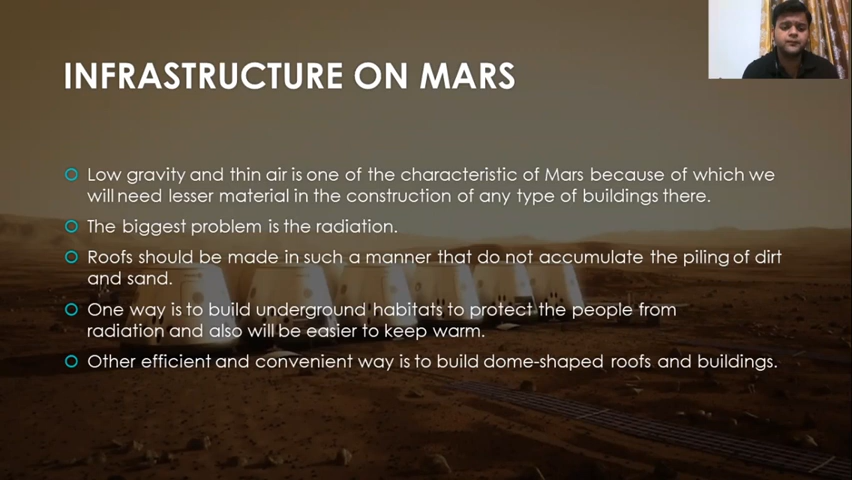 INFRASTRUCTURE ON MARS
Low gravity and thin air is one of the characteristic of Mars because of which we
will need lesser material in the construction of any type of buildings there.
The biggest problem is the radiation.
Roofs should be made in such a manner that do not accumulate the piling of dirt
and sand.
One way is to build underground habitats to protect the people from
radiation and also will be easier to keep warm.
Other efficient and convenient way is to build dome-shaped roofs and buildings.